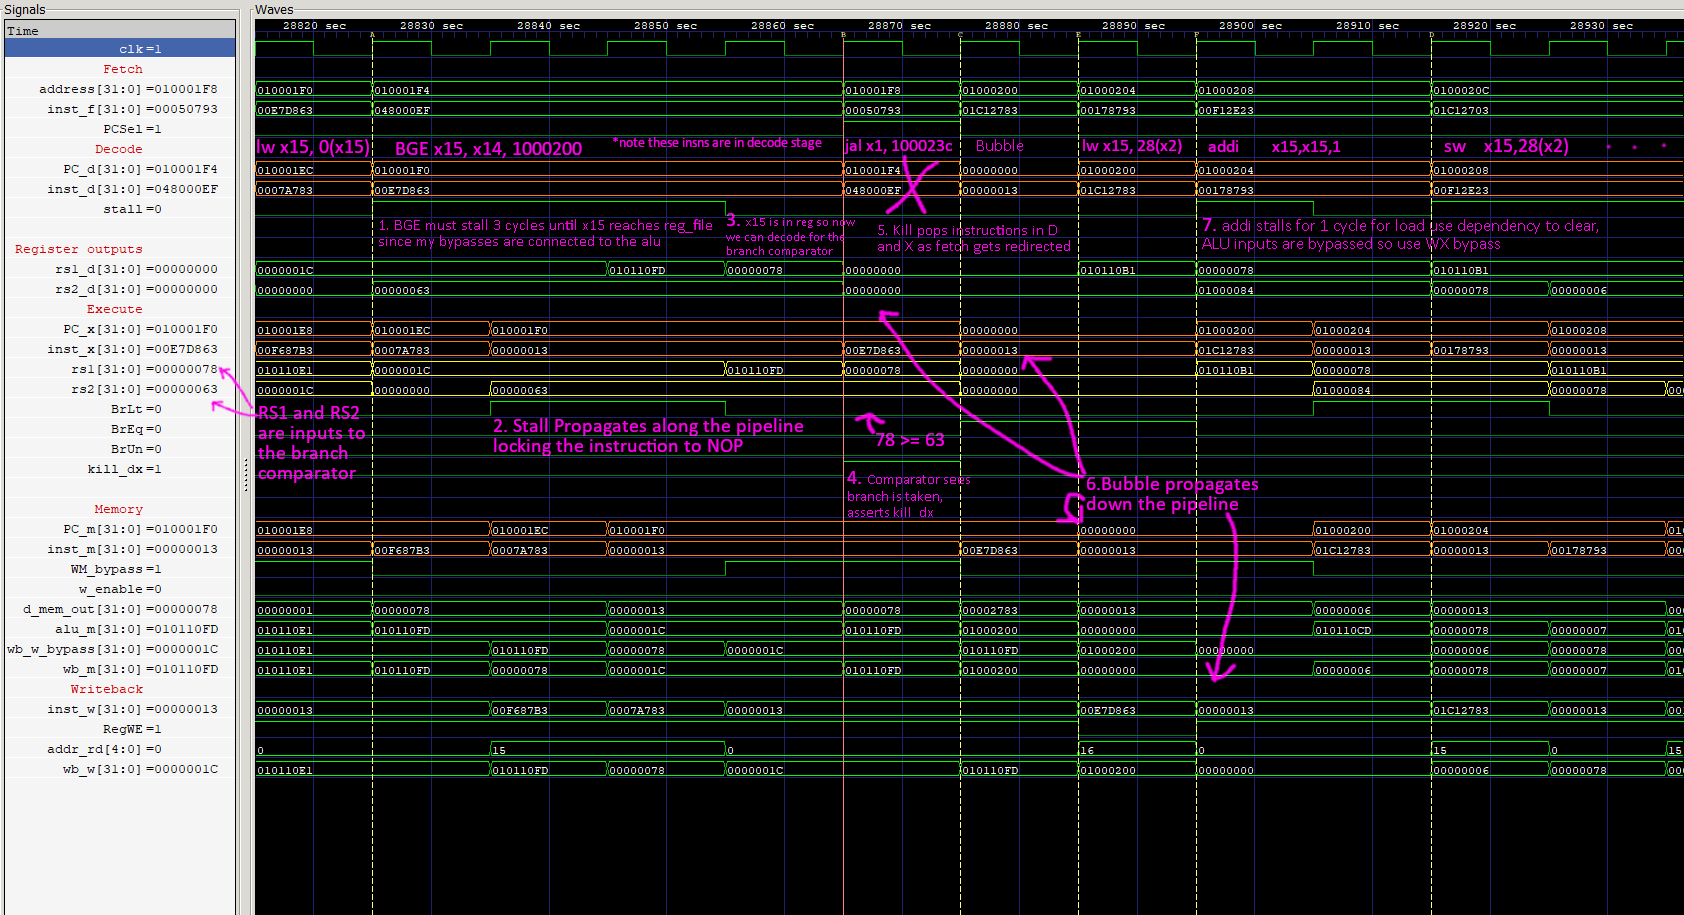 Signals
Waves
Time
28820 sec 28830 sec 28840 sec 28850 sec 28860 sec 28870 sec 28880 sec 28890 sec 28900 sec 28910 sec 28920 sec 28930 sec
A B C E F D
clk =1
Fetch
address[31:0] =010001F8 010001F0 010001F4 010001F8 01000200 01000204 01000208 0100020C
inst_f[31:0] =00050793 00E7D863 048000EF 00050793 01C12783 00178793 00F12E23 01C12703
PCSel =1
Decode
lw x15, 0(x15) BGE x15, x14, 1000200 *note these insns are in decode stage jal x1, 100023c Bubble lw x15, 28(x2) addi x15,x15,1 sw x15,28(x2) . . .
PC_d[31:0] =010001F4 010001EC 010001F0 010001F4 00000000 01000200 01000204 01000208
inst_d[31:0] =048000EF 0007A783 00E7D863 048000EF 00000013 01C12783 00178793 00F12E23
stall =0
1. BGE must stall 3 cycles until x15 reaches reg_file
since my bypasses are connected to the alu
3. x15 is in reg so now
we can decode for the
branch comparator
5. Kill pops instructions in D
and X as fetch gets redirected
7. addi stalls for 1 cycle for load use dependency to clear,
ALU inputs are bypassed so use WX bypass
Register outputs
rs1_d[31:0] =00000000 0000001C 010110FD 00000078 00000000 010110B1 00000078 010110B1
rs2_d[31:0] =00000000 00000000 00000063 00000000 01000084 00000078 00000006
Execute
PC_x[31:0] =010001F0 010001E8 010001EC 010001F0 00000000 01000200 01000204 01000208
inst_x[31:0] =00E7D863 00F687B3 0007A783 00000013 00E7D863 00000013 01C12783 00000013 00178793 00000013
rs1[31:0] =00000078 010110E1 0000001C 010110FD 00000078 00000000 010110B1 00000078 010110B1
rs2[31:0] =00000063 0000001C 00000000 00000063 00000000 01000084 00000078 000
BrLt =0
BrEq =0
BrUn =0
kill_dx =1
RS1 and RS2
are inputs to
the branch
comparator
2. Stall Propagates along the pipeline
locking the instruction to NOP
78 >= 63
4. Comparator sees
branch is taken,
asserts kill_dx
6.Bubble propagates
down the pipeline
Memory
PC_m[31:0] =010001F0 010001E8 010001EC 010001F0 00000000 01000200 01000204 010
inst_m[31:0] =00000013 00000013 00F687B3 0007A783 00000013 00E7D863 00000013 01C12783 00000013 00178793 000
WM_bypass =1
w_enable =0
d_mem_out[31:0] =00000078 00000001 00000078 00000013 00000078 00002783 00000013 00000006 00000013 000
alu_m[31:0] =010110FD 010110E1 010110FD 0000001C 010110FD 01000200 00000000 010110CD 00000078 00000007 010
wb_w_bypass[31:0] =0000001C 010110E1 010110FD 00000078 0000001C 010110FD 01000200 00000000 00000006 00000078 000
wb_m[31:0] =010110FD 010110E1 010110FD 00000078 0000001C 010110FD 01000200 00000000 00000006 00000078 00000007 010
Writeback
inst_w[31:0] =00000013 00000013 00F687B3 0007A783 00000013 00E7D863 00000013 01C12783 00000013 001
RegWE =1
addr_rd[4:0] =0 0 15 0 16 0 15 0 15
wb_w[31:0] =0000001C 010110E1 010110FD 00000078 0000001C 010110FD 01000200 00000000 00000006 00000078 000